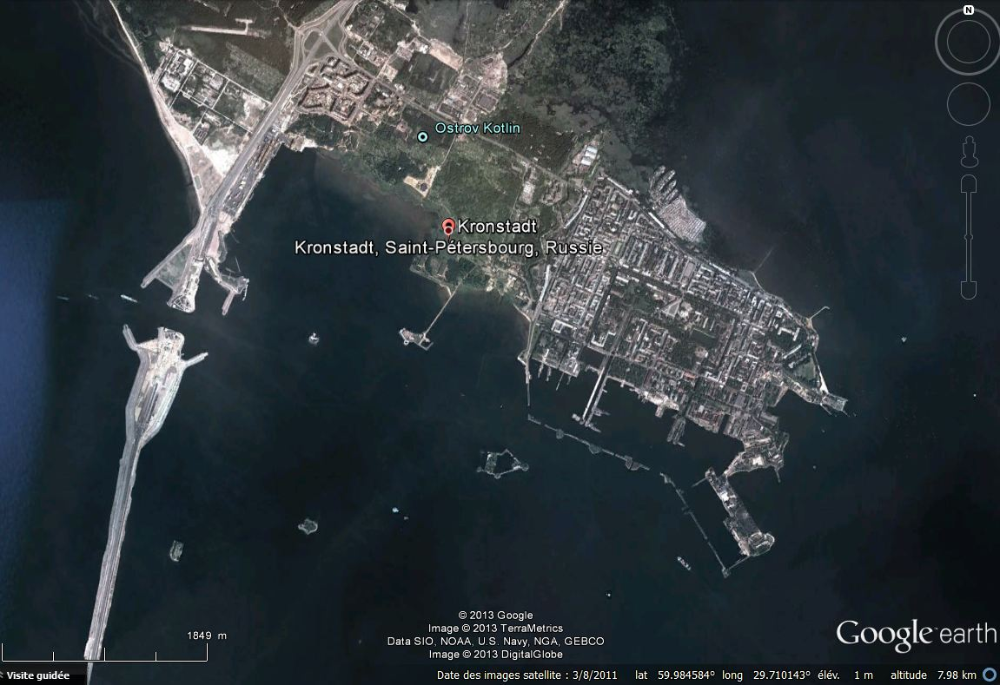 N
Ostrov Kotlin
Kronstadt
Kronstadt, Saint-Pétersbourg, Russie
© 2013 Google
Image © 2013 TerraMetrics
Data SIO, NOAA, U.S. Navy, NGA, GEBCO
Image © 2013 DigitalGlobe
Google earth
1849 m
Visite guidée
Date des images satellite : 3/8/2011 lat 59.984584° long 29.710143° élév. 1 m altitude 7.98 km